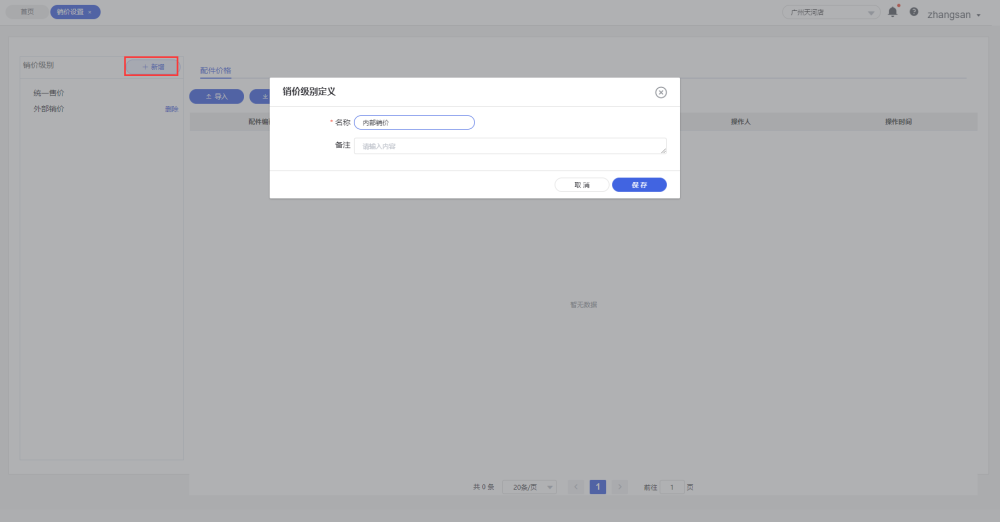 首页
销价设置
广州天河店
zhangsan
销价级别
新增
统一售价
外部销价
删除
配件价格
导入
配件编
操作人
操作时间
销价级别定义
* 名称 内部销价
备注 请输入内容
取消 保存
暂无数据
共 0 条 20条/页 < 1 > 前往 1 页